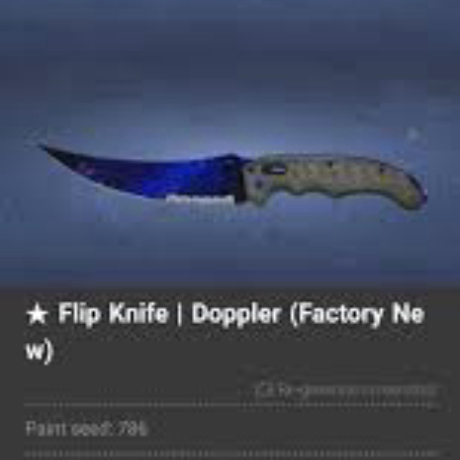 ★ Flip Knife | Doppler (Factory Ne
w)
Paint seed: 786